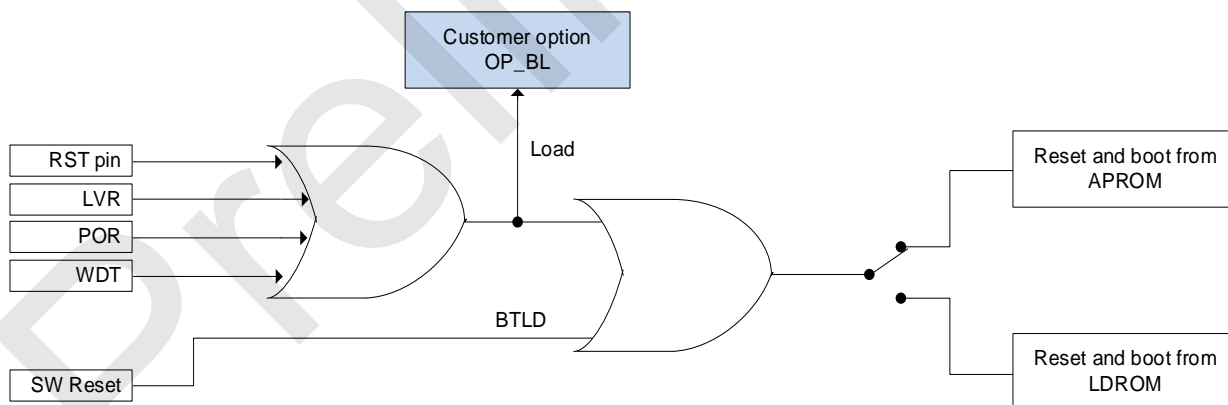 Customer option
OP_BL
Load
RST pin
LVR
POR
WDT
BTLD
SW Reset
Reset and boot from
APROM
Reset and boot from
LDROM